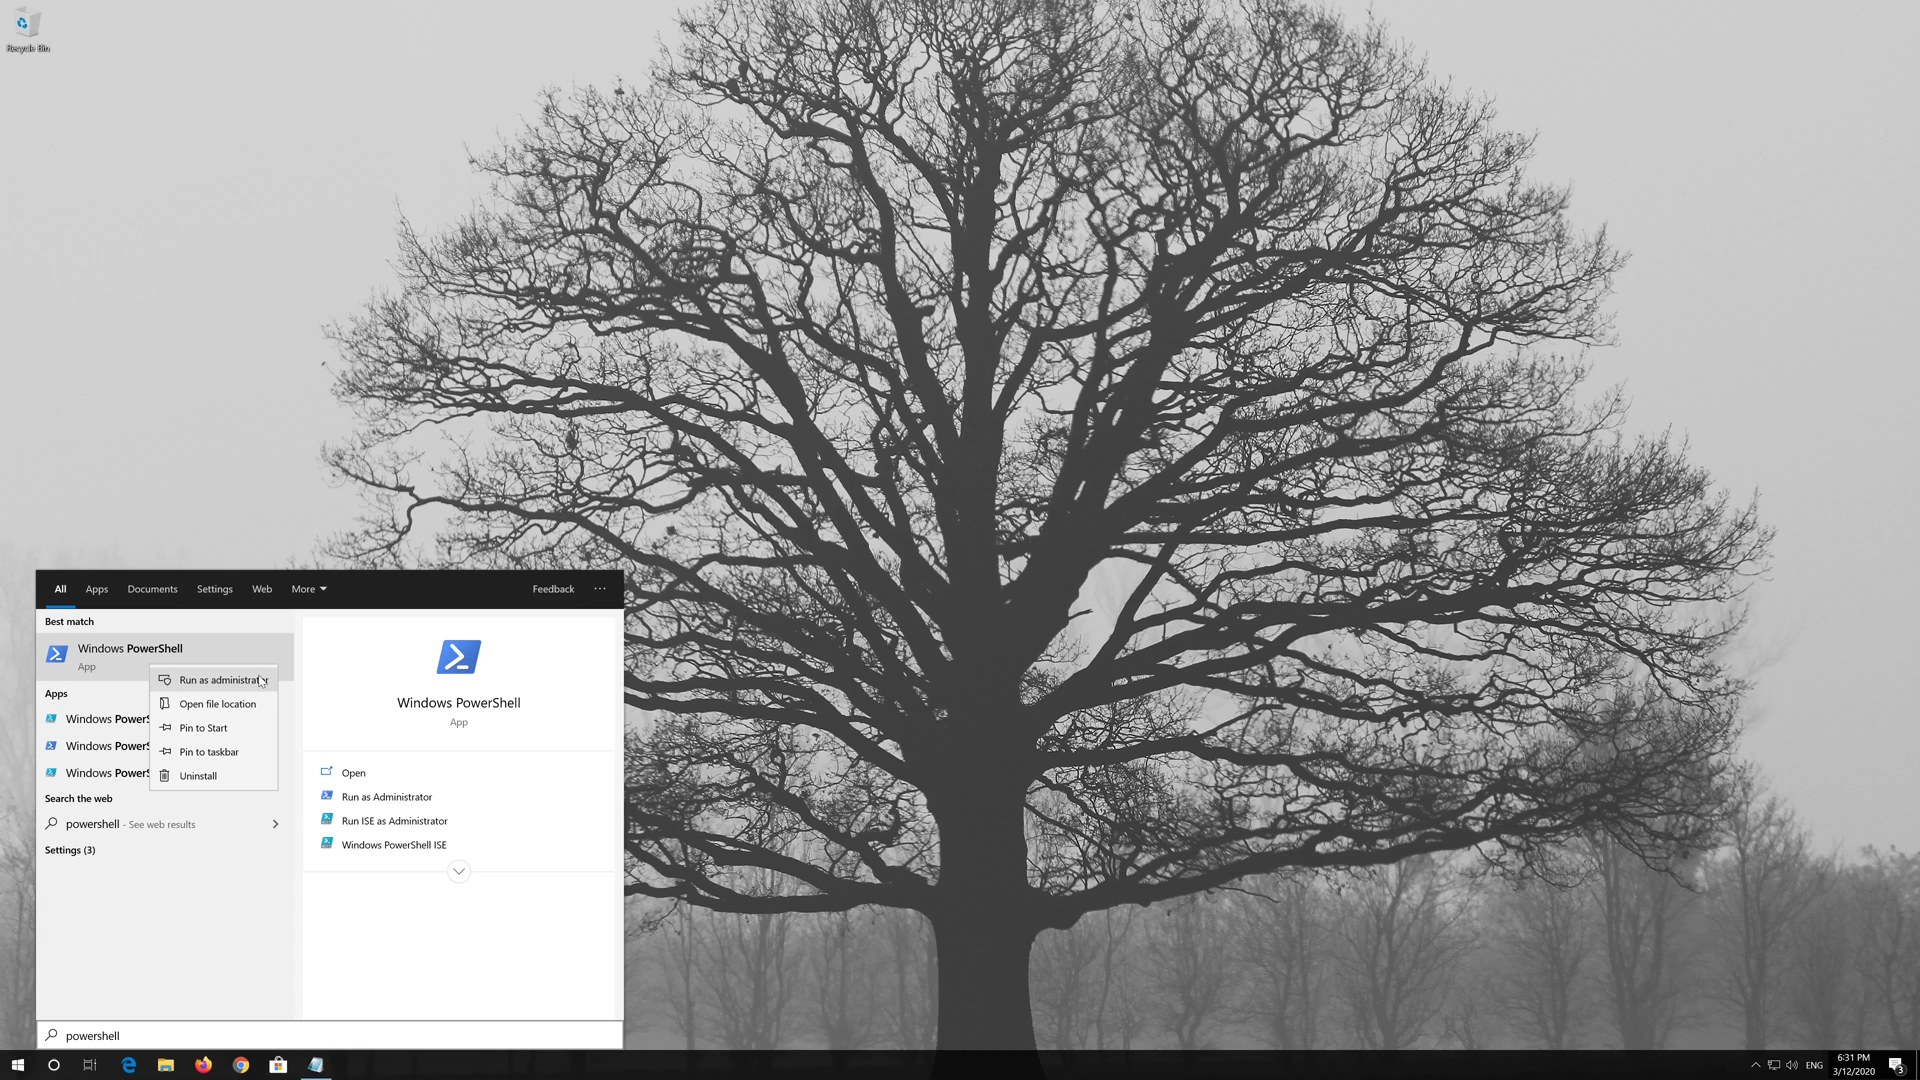 Recycle Bin
All Apps Documents Settings Web More Feedback ...
Best match
Windows PowerShell
App
Run as administrator
Open file location
Pin to Start
Pin to taskbar
Uninstall
Apps
Windows PowerS
Windows PowerS
Windows PowerS
Search the web
powershell - See web results
Settings (3)
Windows PowerShell
App
Open
Run as Administrator
Run ISE as Administrator
Windows PowerShell ISE
powershell
ENG
6:31 PM
3/12/2020
3